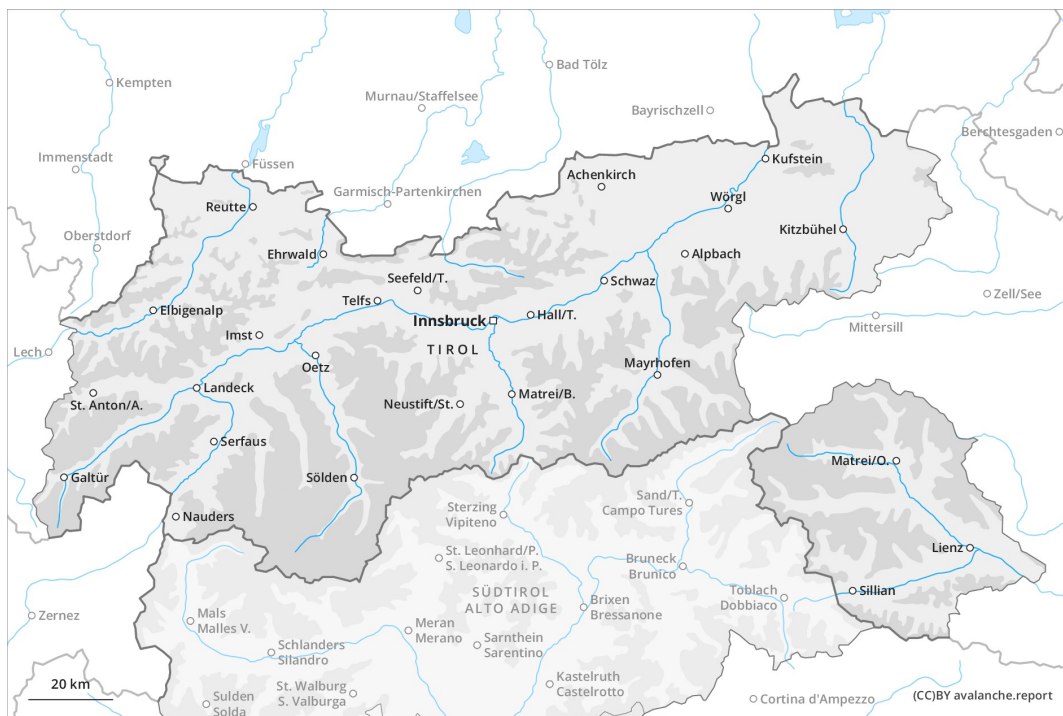 Kempten
Bad Tölz
Murnau/Staffelsee
Bayrischzell
Berchtesgaden
Immenstadt
Füssen
Kufstein
Achenkirch
Garmisch-Partenkirchen
Reutte
Wörgl
Oberstdorf
Kitzbühel
Ehrwald
Alpbach
Seefeld/T.
Schwaz
Zell/See
Telfs
Elbigenalp
Innsbruck
Hall/T.
Mittersill
Imst
TIROL
Lech
Oetz
Mayrhofen
Landeck
St. Anton/A.
Neustift/St.
Matrei/B.
Serfaus
Matrei/O.
Galtür
Sölden
Sand/T.
Campo Tures
Sterzing
Vipiteno
Nauders
Lienz
St. Leonhard/P.
S. Leonardo i. P.
Bruneck
Brunico
SÜDTIROL
ALTO ADIGE
Toblach
Dobbiaco
Sillian
Brixen
Bressanone
Zernez
Mals
Malles V.
Meran
Merano
Sarnthein
Sarentino
Schlanders
Silandro
Kastelruth
Castelrotto
20 km
St. Walburg
S. Valburga
Sulden
Solda
Cortina d'Ampezzo
(CC)BY avalanche.report